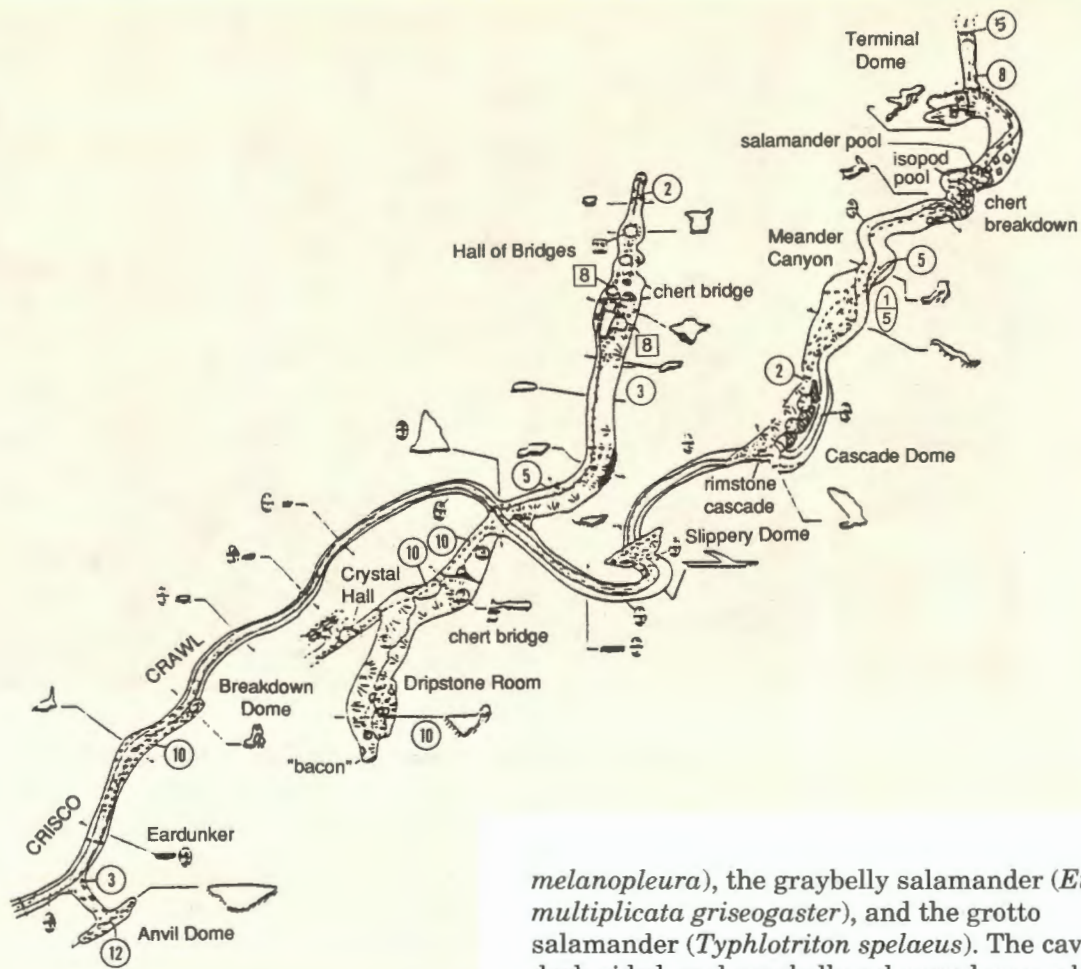 5
Terminal
Dome
8
salamander pool
isopod
pool
chert
breakdown
2
Hall of Bridges
Meander
Canyon
8
5
chert bridge
1
5
8
2
3
Cascade Dome
5
rimstone
cascade
Slippery Dome
10
10
Crystal
Hall
chert bridge
CRAWL
Breakdown
Dome
Dripstone Room
10
10
"bacon"
CRISCO
Eardunker
3
Anvil Dome
12
melanopleura), the graybelly salamander (E
multiplicata griseogaster), and the grotto
salamander (Typhlotriton spelaeus). The cav